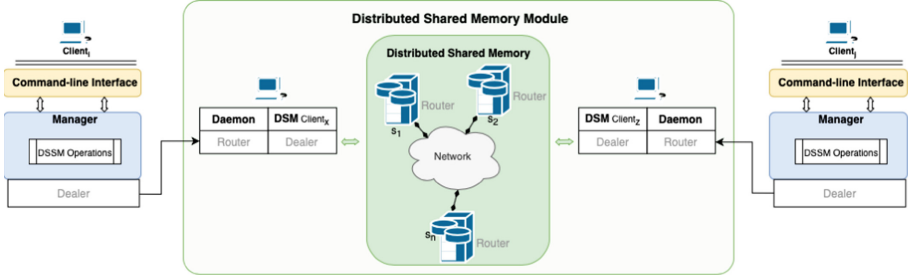 Distributed Shared Memory Module
Client_i
Command-line Interface
Manager
DSSM Operations
Dealer
Daemon DSM Client_X
Router Dealer
Distributed Shared Memory
Router
S_1
Router
S_2
Network
S_n
Router
DSM Client_Z Daemon
Dealer Router
Client_j
Command-line Interface
Manager
DSSM Operations
Dealer